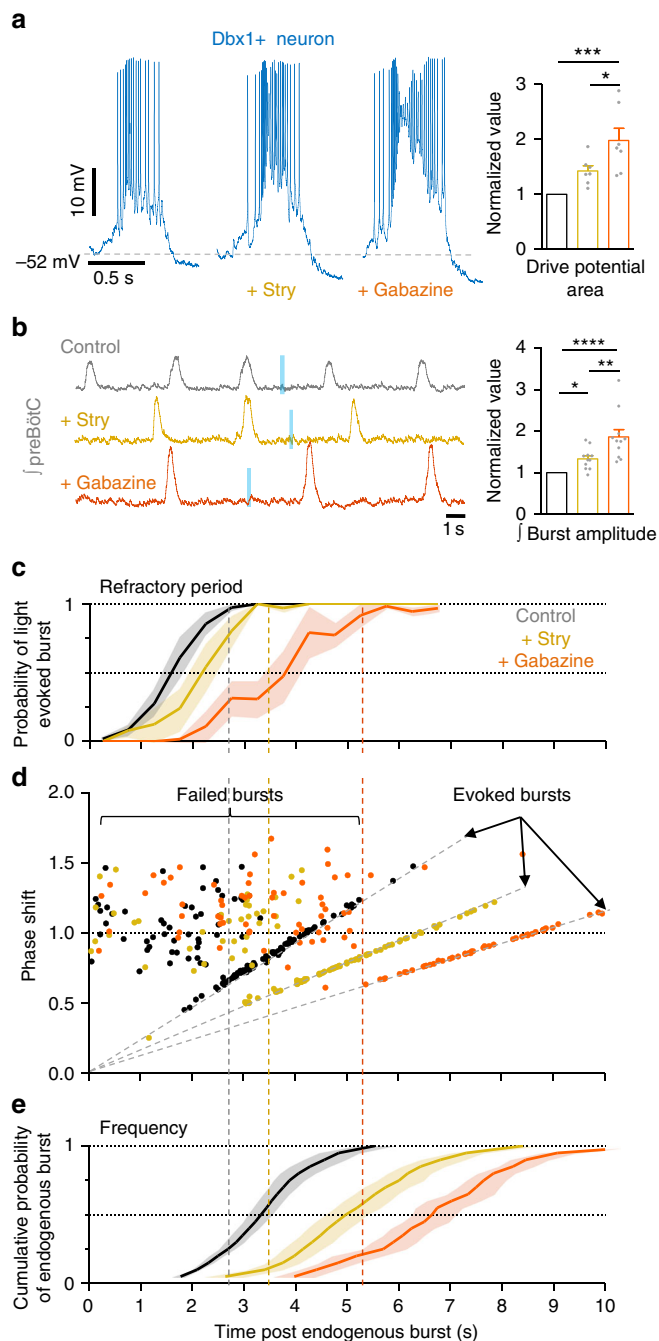 a
Dbx1+ neuron
10 mV
–52 mV
0.5 s
+ Stry
+ Gabazine
***
*
Normalized value
3
2
1
0
Drive potential
area
b
∫ preBötC
Control
+ Stry
+ Gabazine
1 s
****
**
*
Normalized value
4
3
2
1
0
∫ Burst amplitude
c
Refractory period
Probability of light
evoked burst
1
0
Control
+ Stry
+ Gabazine
d
Failed bursts
Evoked bursts
Phase shift
2.0
1.5
1.0
0.5
0.0
e
Frequency
Cumulative probability
of endogenous burst
1
0
0 1 2 3 4 5 6 7 8 9 10
Time post endogenous burst (s)